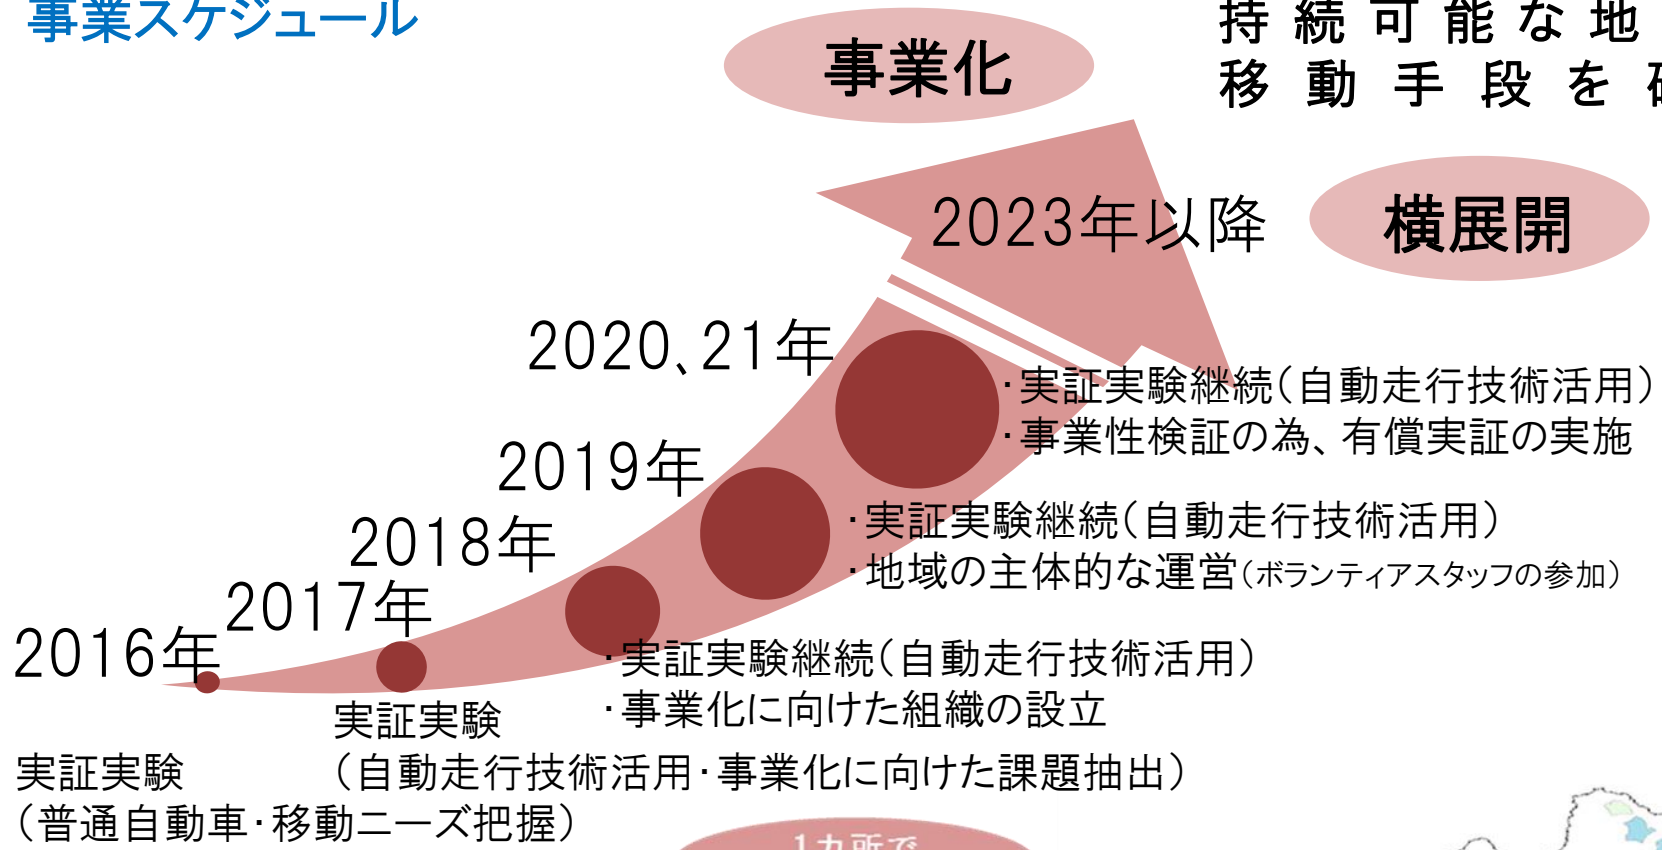 事業スケジュール
持続可能な地
移動手段を
事業化
2023年以降
横展開
2020、21年
・実証実験継続(自動走行技術活用)
・事業性検証の為、有償実証の実施
2019年
・実証実験継続(自動走行技術活用)
・地域の主体的な運営(ボランティアスタッフの参加)
2018年
・実証実験継続(自動走行技術活用)
・事業化に向けた組織の設立
2017年
実証実験
(自動走行技術活用・事業化に向けた課題抽出)
2016年
実証実験
(普通自動車・移動ニーズ把握)
1カ所で